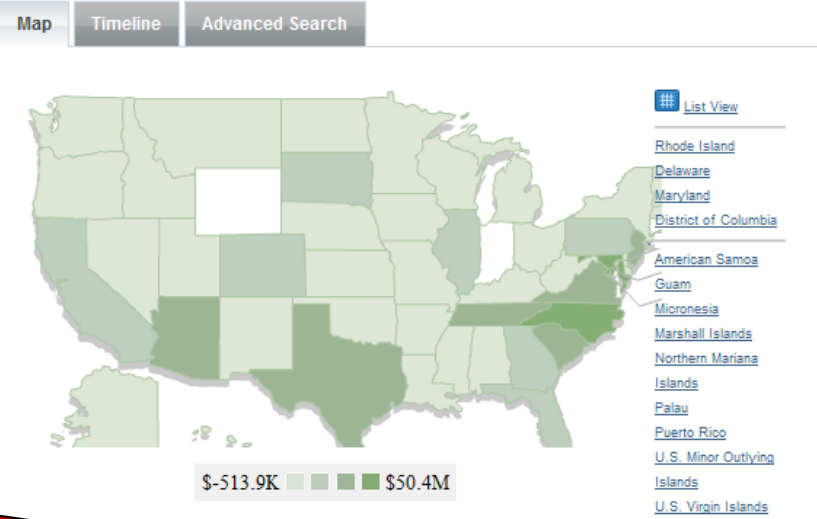 Map
Timeline
Advanced Search
List View
Rhode Island
Delaware
Maryland
District of Columbia
American Samoa
Guam
Micronesia
Marshall Islands
Northern Mariana
Islands
Palau
Puerto Rico
U.S. Minor Outlying
Islands
U.S. Virgin Islands
$-513.9K $50.4M